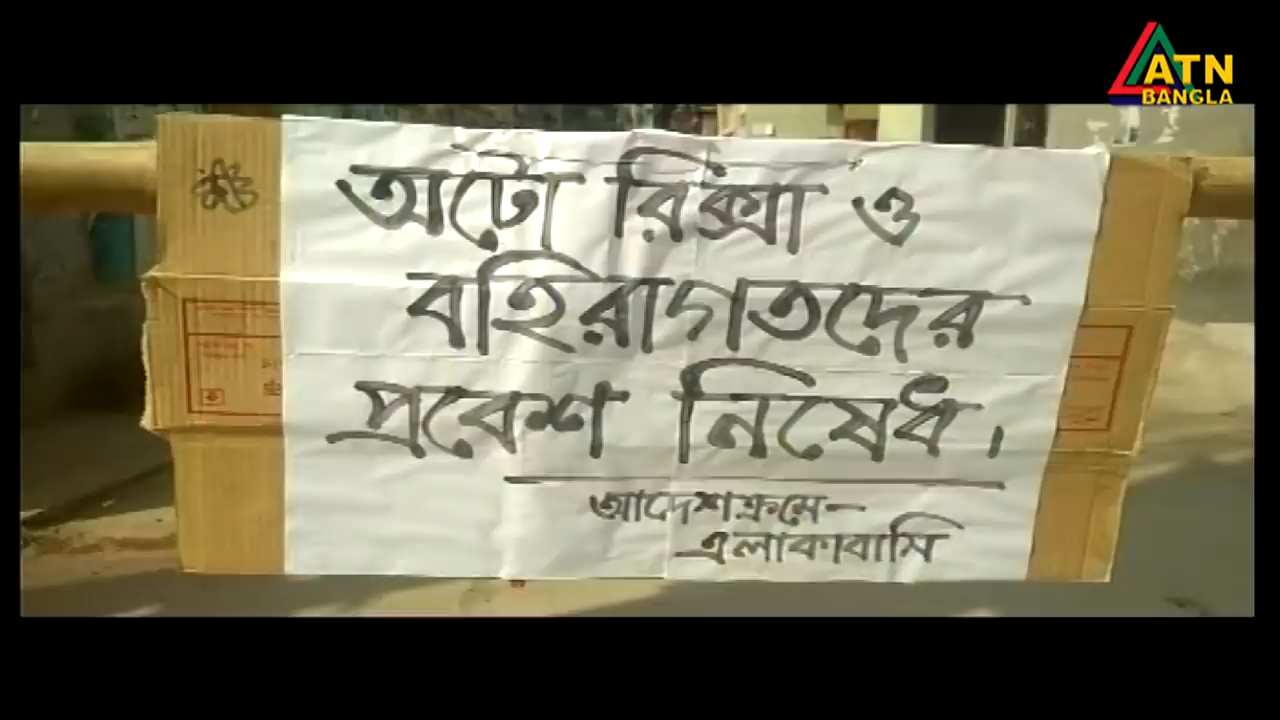 ATN
BANGLA
অটো রিক্সা ও
বহিরাগতদের
প্রবেশ নিষেধ।
আদেশক্রমে-
এলাকাবাসি